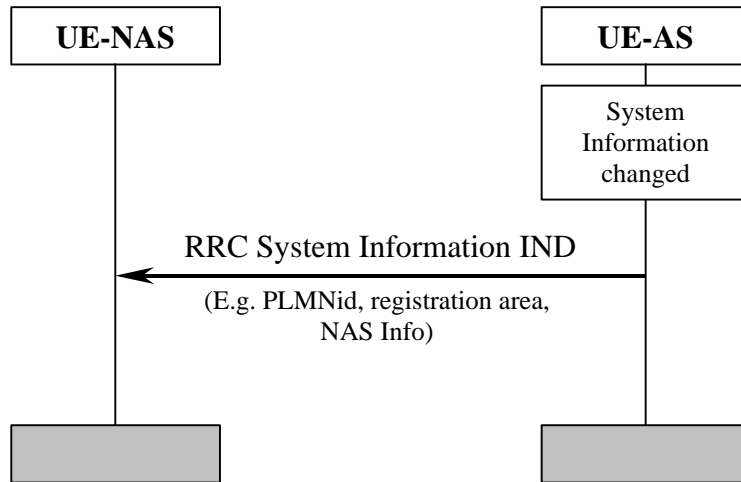 UE-NAS
UE-AS
System
Information
changed
RRC System Information IND
(E.g. PLMNid, registration area,
NAS Info)